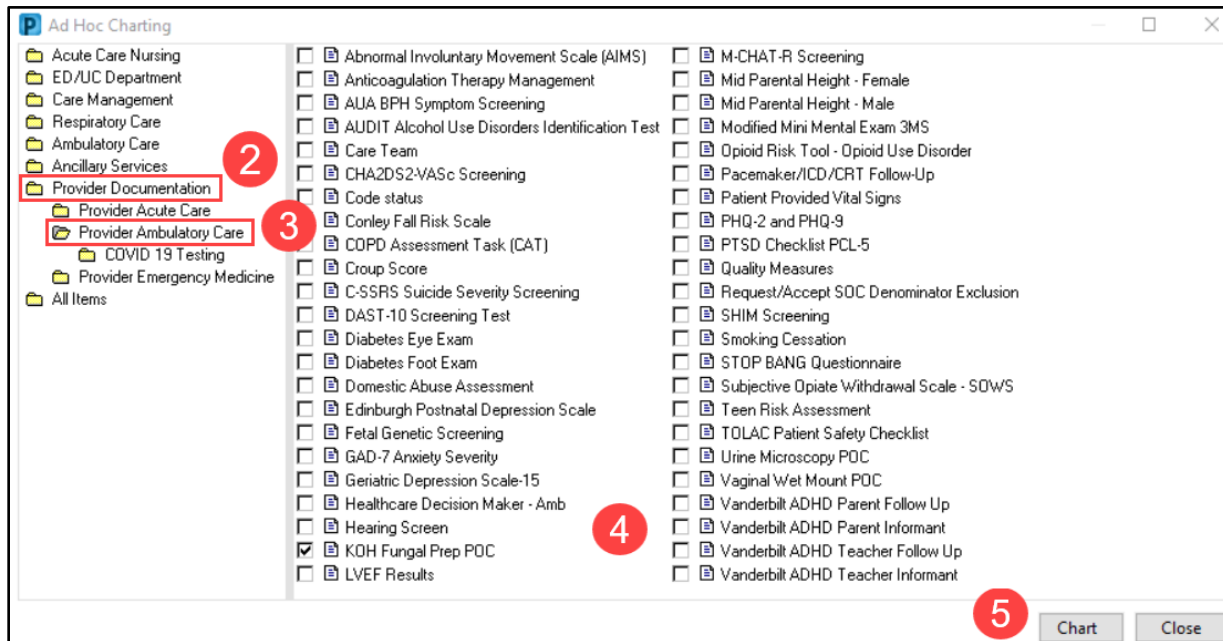 P Ad Hoc Charting
Acute Care Nursing
ED/UC Department
Care Management
Respiratory Care
Ambulatory Care
Ancillary Services
2
Provider Documentation
Provider Acute Care
Provider Ambulatory Care
3
COVID 19 Testing
Provider Emergency Medicine
All Items
Abnormal Involuntary Movement Scale (AIMS)
Anticoagulation Therapy Management
AUA BPH Symptom Screening
AUDIT Alcohol Use Disorders Identification Test
Care Team
CHA2DS2-VASc Screening
Code status
Conley Fall Risk Scale
COPD Assessment Task (CAT)
Croup Score
C-SSRS Suicide Severity Screening
DAST-10 Screening Test
Diabetes Eye Exam
Diabetes Foot Exam
Domestic Abuse Assessment
Edinburgh Postnatal Depression Scale
Fetal Genetic Screening
GAD-7 Anxiety Severity
Geriatric Depression Scale-15
Healthcare Decision Maker - Amb
Hearing Screen
KOH Fungal Prep POC
LVEF Results
4
M-CHAT-R Screening
Mid Parental Height - Female
Mid Parental Height - Male
Modified Mini Mental Exam 3MS
Opioid Risk Tool - Opioid Use Disorder
Pacemaker/ICD/CRT Follow-Up
Patient Provided Vital Signs
PHQ-2 and PHQ-9
PTSD Checklist PCL-5
Quality Measures
Request/Accept SOC Denominator Exclusion
SHIM Screening
Smoking Cessation
STOP BANG Questionnaire
Subjective Opiate Withdrawal Scale - SOWS
Teen Risk Assessment
TOLAC Patient Safety Checklist
Urine Microscopy POC
Vaginal Wet Mount POC
Vanderbilt ADHD Parent Follow Up
Vanderbilt ADHD Parent Informant
Vanderbilt ADHD Teacher Follow Up
Vanderbilt ADHD Teacher Informant
5
Chart
Close